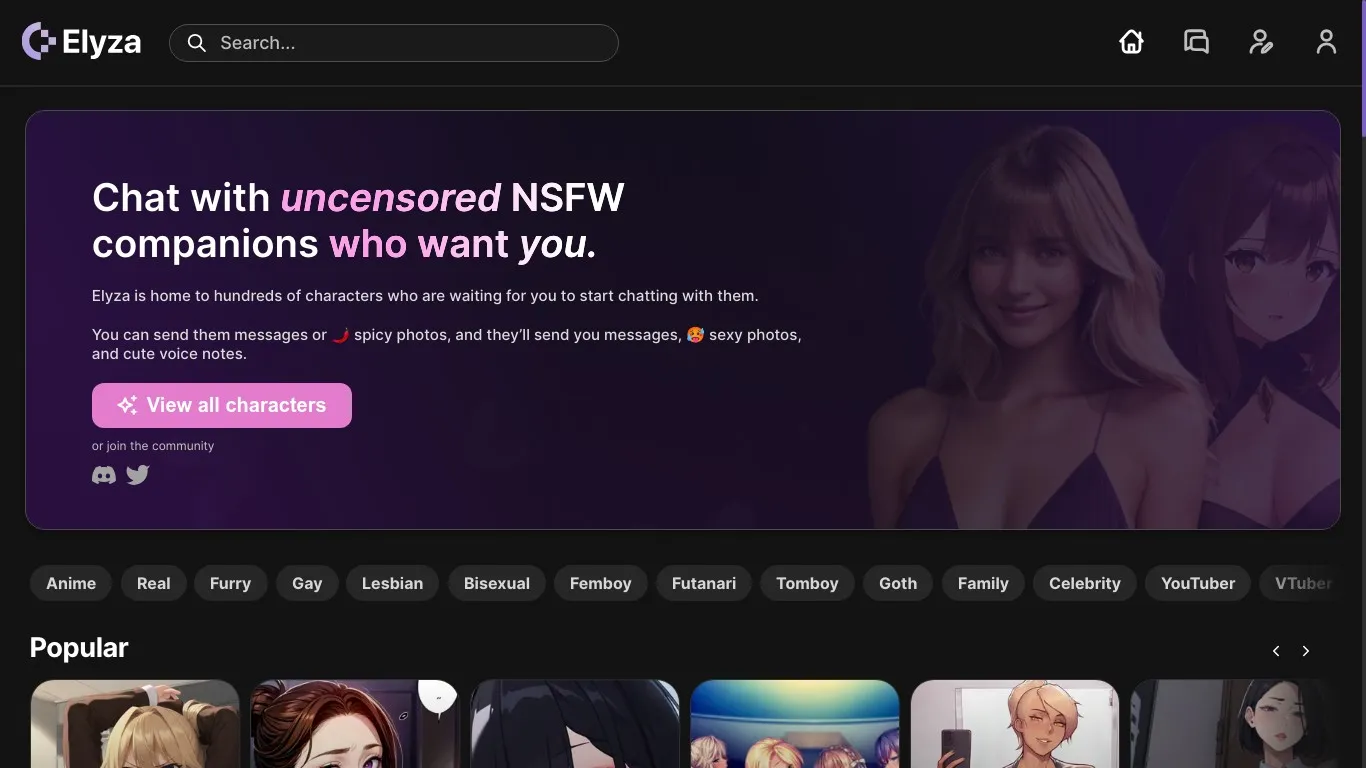 Elyza
Search...
Chat with uncensored NSFW
companions who want you.
Elyza is home to hundreds of characters who are waiting for you to start chatting with them.
You can send them messages or 🌶️ spicy photos, and they’ll send you messages, 🥵 sexy photos,
and cute voice notes.
View all characters
or join the community
Anime Real Furry Gay Lesbian Bisexual Femboy Futanari Tomboy Goth Family Celebrity YouTuber VTuber
Popular